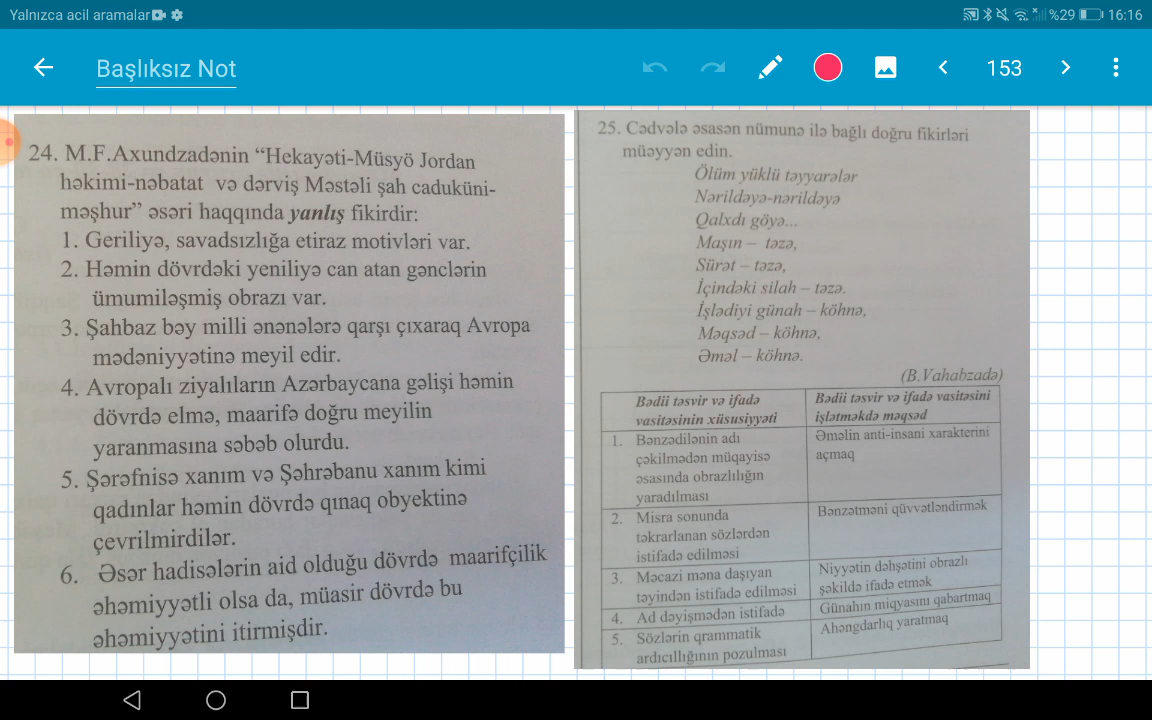 Yalnızca acil aramalar
%29 16:16
Başlıksız Not
153
24. M.F.Axundzadənin “Hekayəti-Müsyö Jordan
həkimi-nəbatat və dərviş Məstəli şah caduküni-
məşhur” əsəri haqqında yanlış fikirdir:
1. Geriliyə, savadsızlığa etiraz motivləri var.
2. Həmin dövrdəki yeniliyə can atan gənclərin
ümumiləşmiş obrazı var.
3. Şahbaz bəy milli ənənələrə qarşı çıxaraq Avropa
mədəniyyətinə meyil edir.
4. Avropalı ziyalıların Azərbaycana gəlişi həmin
dövrdə elmə, maarifə doğru meyilin
yaranmasına səbəb olurdu.
5. Şərəfnisə xanım və Şəhrəbanu xanım kimi
qadınlar həmin dövrdə qınaq obyektinə
çevrilmirdilər.
6. Əsər hadisələrin aid olduğu dövrdə maarifçilik
əhəmiyyətli olsa da, müasir dövrdə bu
əhəmiyyətini itirmişdir.
25. Cədvələ əsasən nümunə ilə bağlı doğru fikirləri
müəyyən edin.
Ölüm yüklü təyyarələr
Nərildəyə-nərildəyə
Qalxdı göyə...
Maşın – təzə,
Sürət – təzə,
İçindəki silah – təzə.
İşlədiyi günah – köhnə,
Məqsəd – köhnə,
Əməl – köhnə.
(B.Vahabzadə)
Bədii təsvir və ifadə
vasitəsinin xüsusiyyəti
Bədii təsvir və ifadə vasitəsini
işlətməkdə məqsəd
1. Bənzədilənin adı
çəkilmədən müqayisə
əsasında obrazlılığın
yaradılması
Əməlin anti-insani xarakterini
açmaq
2. Misra sonunda
təkrarlanan sözlərdən
istifadə edilməsi
Bənzətməni qüvvətləndirmək
3. Məcazi məna daşıyan
təyindən istifadə edilməsi
Niyyətin dəhşətini obrazlı
şəkildə ifadə etmək
4. Ad dəyişmədən istifadə
Günahın miqyasını qabartmaq
5. Sözlərin qrammatik
ardıcıllığının pozulması
Ahəngdarlıq yaratmaq